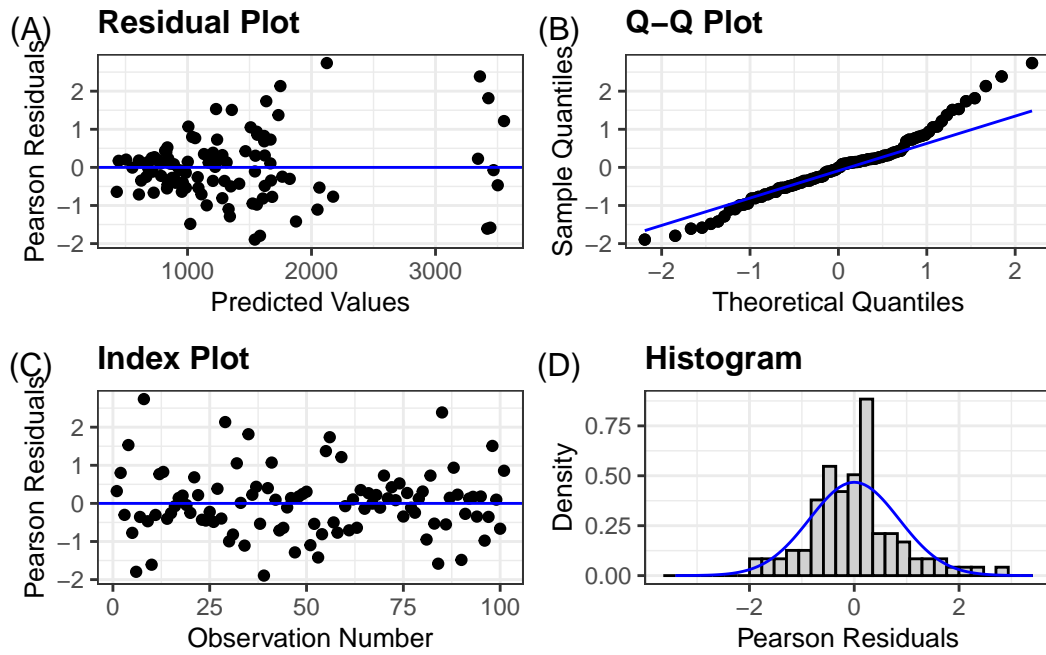 (A) Residual Plot
Pearson Residuals
2
1
0
−1
−2
1000 2000 3000
Predicted Values
(B) Q−Q Plot
Sample Quantiles
2
1
0
−1
−2
−2 −1 0 1 2
Theoretical Quantiles
(C) Index Plot
Pearson Residuals
2
1
0
−1
−2
0 25 50 75 100
Observation Number
(D) Histogram
Density
0.75
0.50
0.25
0.00
−2 0 2
Pearson Residuals